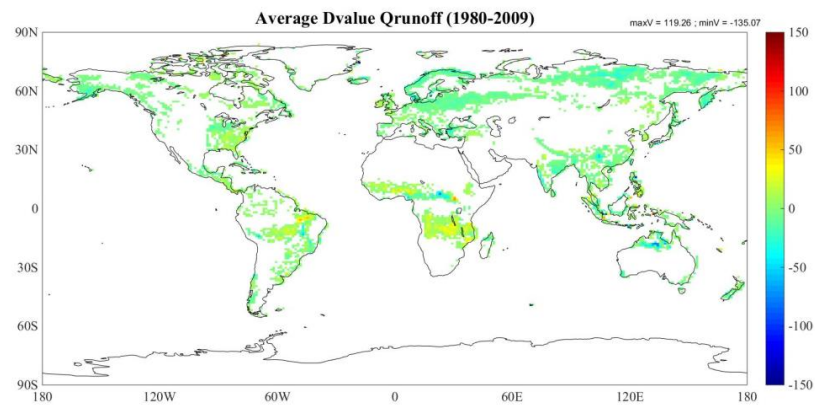 Average Dvalue Qrunoff (1980-2009)
maxV = 119.26 ; minV = -135.07
90N
60N
30N
0
30S
60S
90S
180
120W
60W
0
60E
120E
180
150
100
50
0
-50
-100
-150